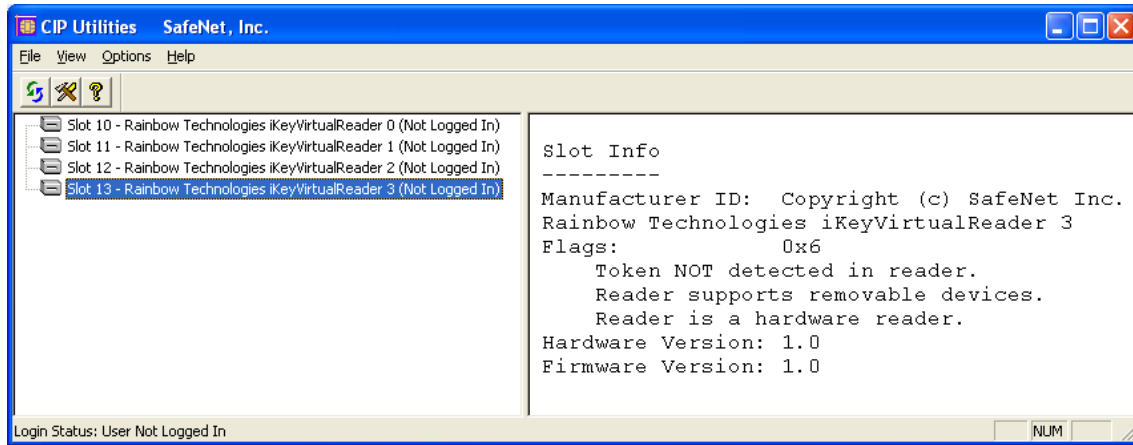 CIP Utilities SafeNet, Inc.
File View Options Help
Slot 10 - Rainbow Technologies iKeyVirtualReader 0 (Not Logged In)
Slot 11 - Rainbow Technologies iKeyVirtualReader 1 (Not Logged In)
Slot 12 - Rainbow Technologies iKeyVirtualReader 2 (Not Logged In)
Slot 13 - Rainbow Technologies iKeyVirtualReader 3 (Not Logged In)
Slot Info
---------
Manufacturer ID: Copyright (c) SafeNet Inc.
Rainbow Technologies iKeyVirtualReader 3
Flags: 0x6
Token NOT detected in reader.
Reader supports removable devices.
Reader is a hardware reader.
Hardware Version: 1.0
Firmware Version: 1.0
Login Status: User Not Logged In
NUM